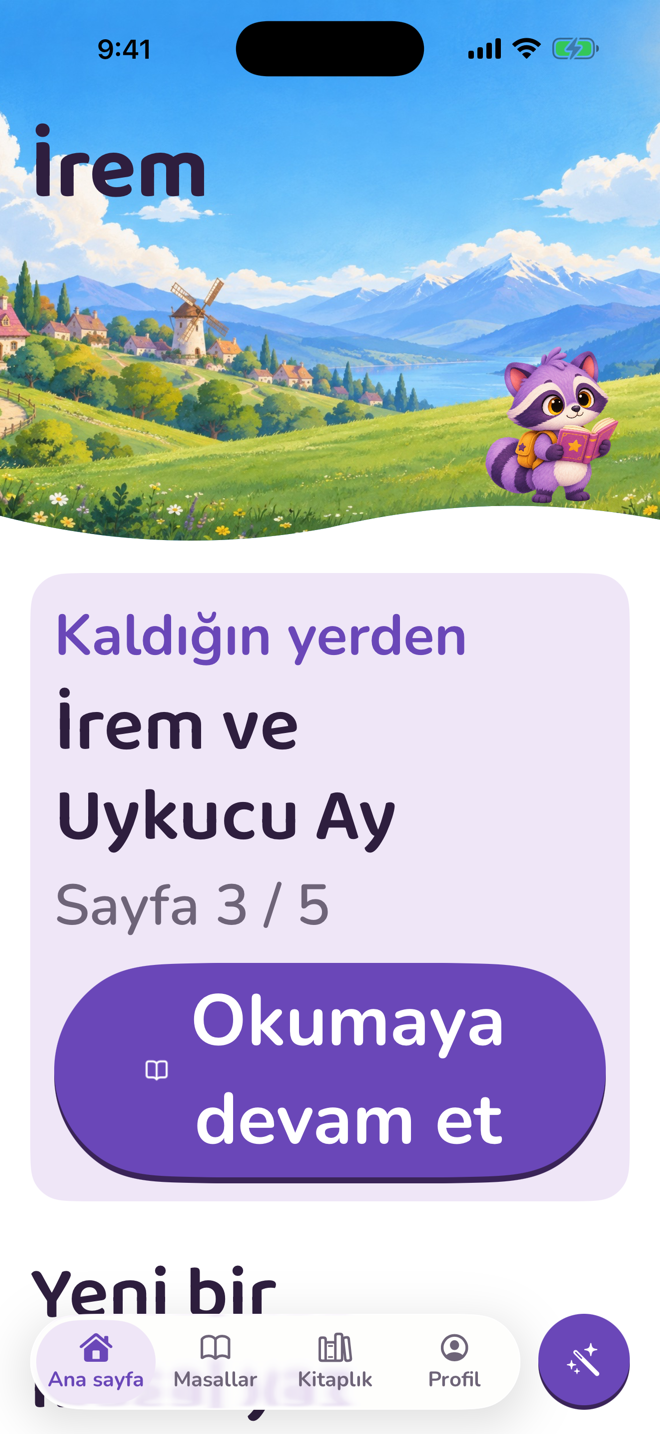 9:41
İrem
Kaldığın yerden
İrem ve
Uykucu Ay
Sayfa 3 / 5
Okumaya
devam et
Yeni bir
Ana sayfa
Masallar
Kitaplık
Profil